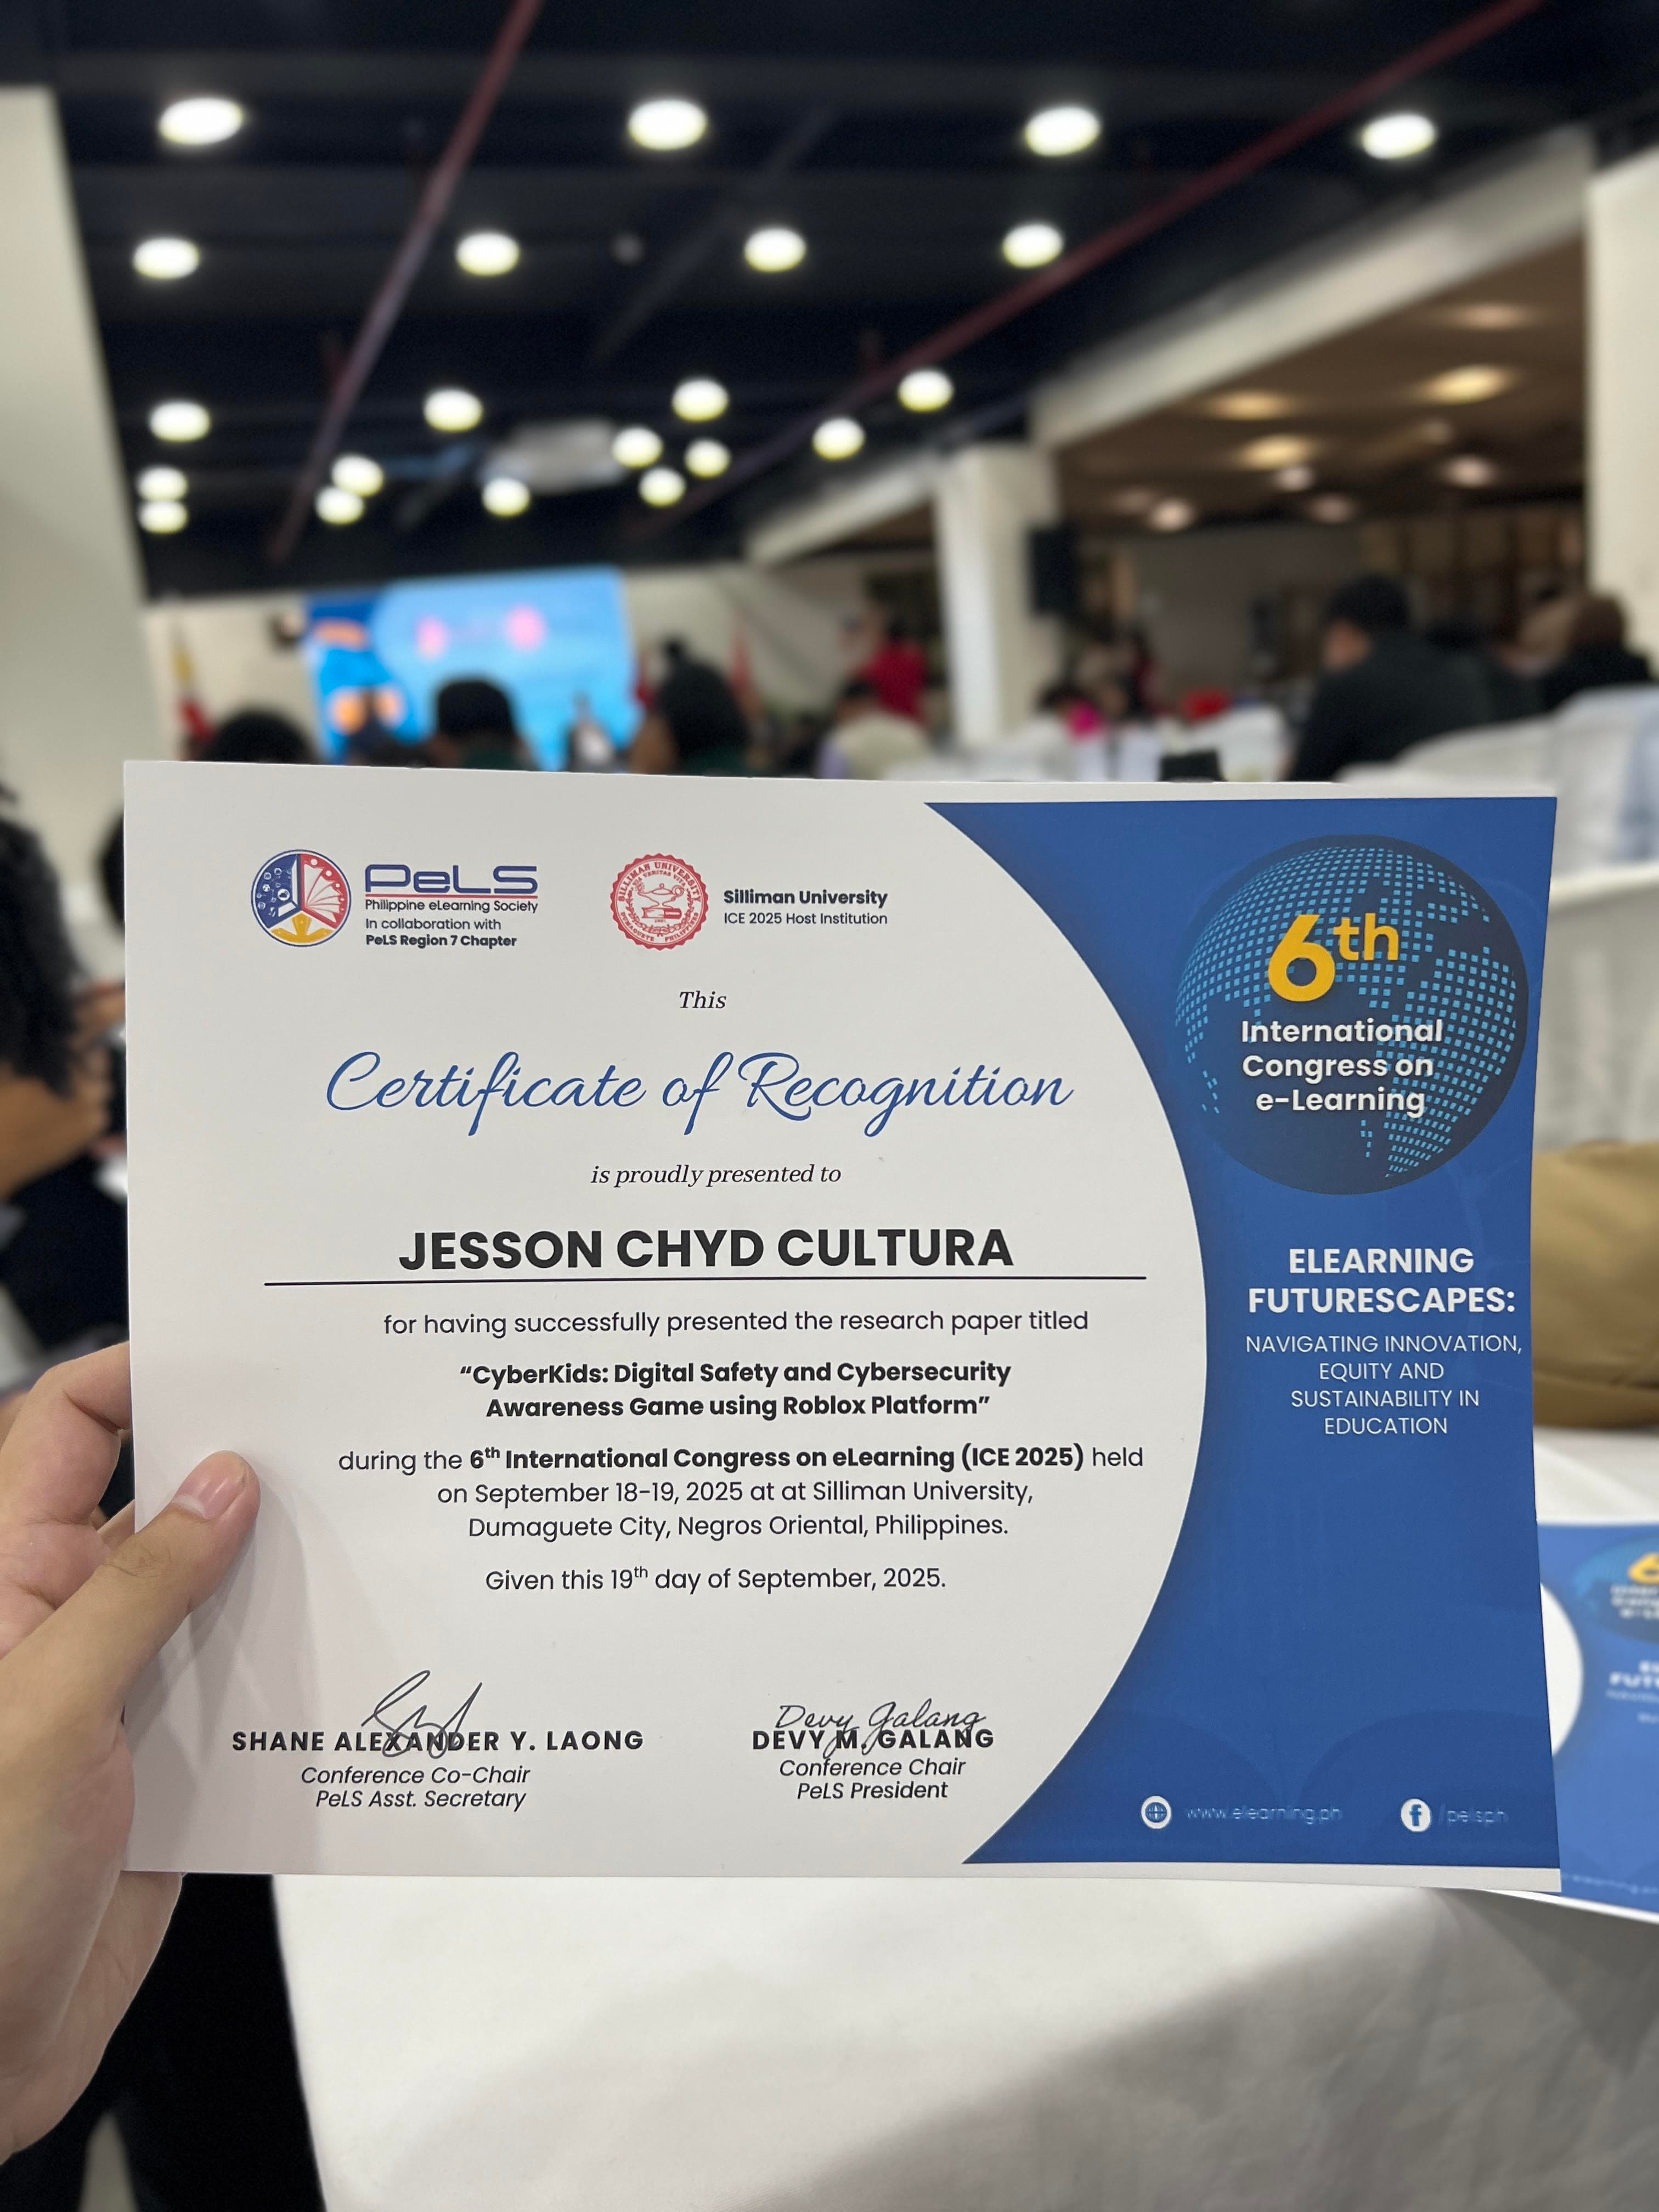 PeLS
Philippine eLearning Society
In collaboration with
PeLS Region 7 Chapter
SILLIMAN UNIVERSITY
Silliman University
ICE 2025 Host Institution
This
Certificate of Recognition
is proudly presented to
JESSON CHYD CULTURA
for having successfully presented the research paper titled
“CyberKids: Digital Safety and Cybersecurity
Awareness Game using Roblox Platform”
during the 6th International Congress on eLearning (ICE 2025) held
on September 18-19, 2025 at at Silliman University,
Dumaguete City, Negros Oriental, Philippines.
Given this 19th day of September, 2025.
SHANE ALEXANDER Y. LAONG
Conference Co-Chair
PeLS Asst. Secretary
Devy Galang
DEVY M. GALANG
Conference Chair
PeLS President
6th
International
Congress on
e-Learning
ELEARNING
FUTURESCAPES:
NAVIGATING INNOVATION,
EQUITY AND
SUSTAINABILITY IN
EDUCATION
www.elearning.ph
/pelsph